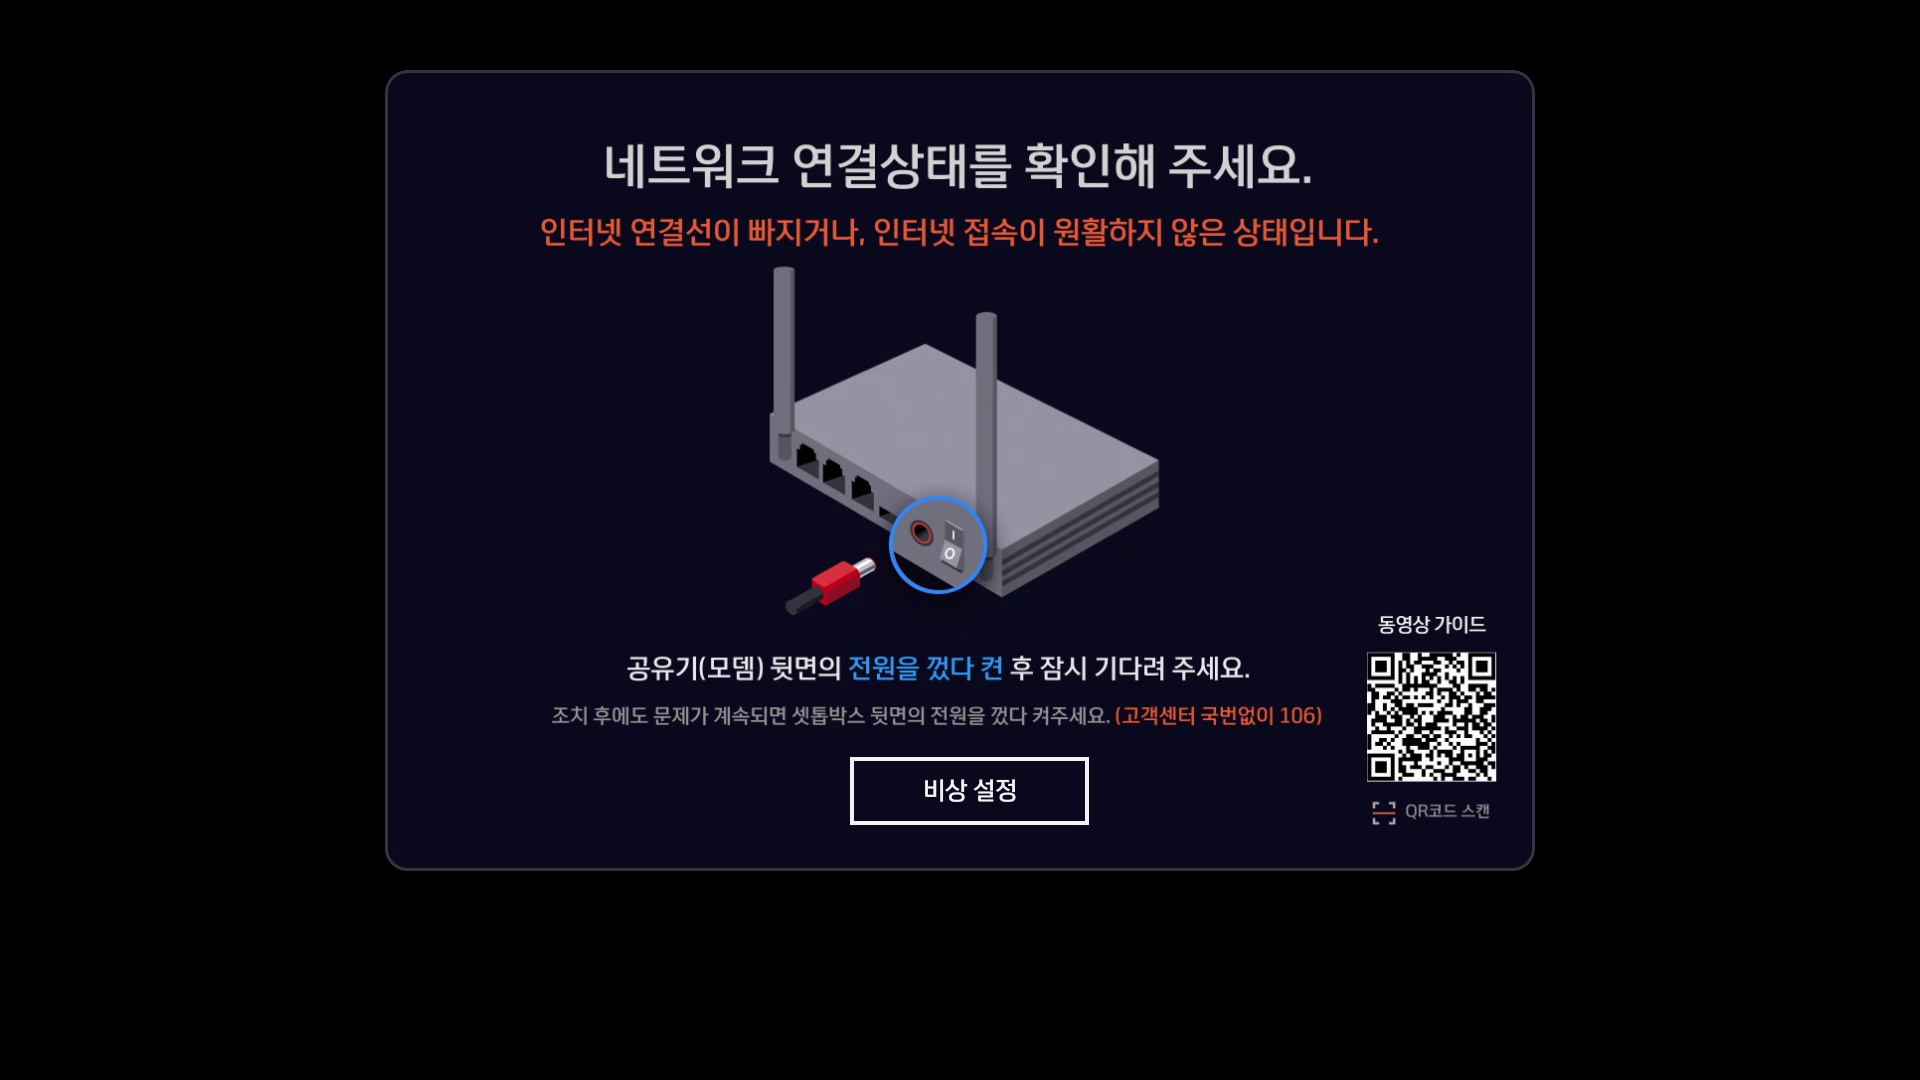 네트워크 연결상태를 확인해 주세요.
인터넷 연결선이 빠지거나, 인터넷 접속이 원활하지 않은 상태입니다.
공유기(모뎀) 뒷면의 전원을 껐다 켠 후 잠시 기다려 주세요.
조치 후에도 문제가 계속되면 셋톱박스 뒷면의 전원을 껐다 켜주세요. (고객센터 국번없이 106)
비상 설정
동영상 가이드
QR코드 스캔